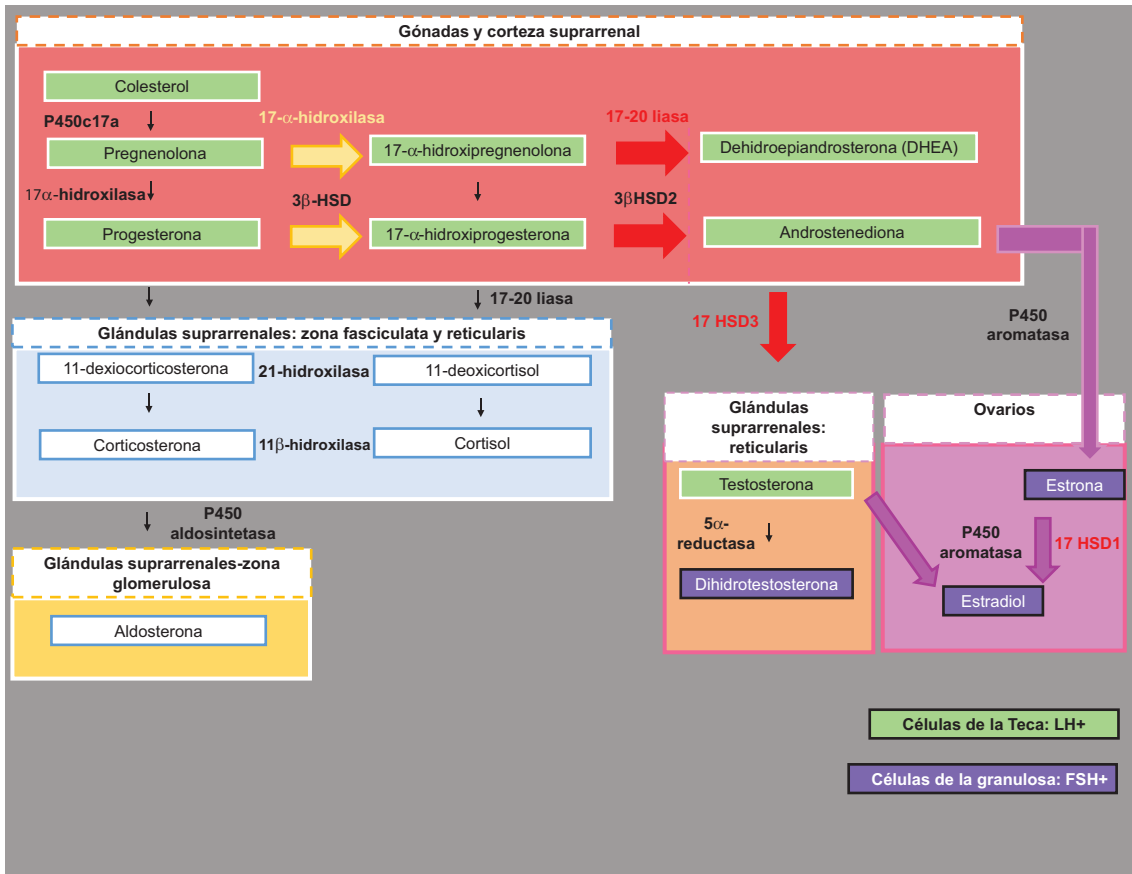 Gónadas y corteza suprarrenal
Colesterol
P450c17a
17-α-hidroxilasa
17-20 liasa
Pregnenolona
17-α-hidroxipregnenolona
Dehidroepiandrosterona (DHEA)
17α-hidroxilasa
3β-HSD
3βHSD2
Progesterona
17-α-hidroxiprogesterona
Androstenediona
17-20 liasa
17 HSD3
P450
aromatasa
Glándulas suprarrenales: zona fasciculata y reticularis
11-dexiocorticosterona
21-hidroxilasa
11-deoxicortisol
Corticosterona
11β-hidroxilasa
Cortisol
P450
aldosintetasa
Glándulas suprarrenales-zona
glomerulosa
Aldosterona
Glándulas
suprarrenales:
reticularis
Testosterona
5α-
reductasa
Dihidrotestosterona
Ovarios
Estrona
P450
aromatasa
17 HSD1
Estradiol
Células de la Teca: LH+
Células de la granulosa: FSH+